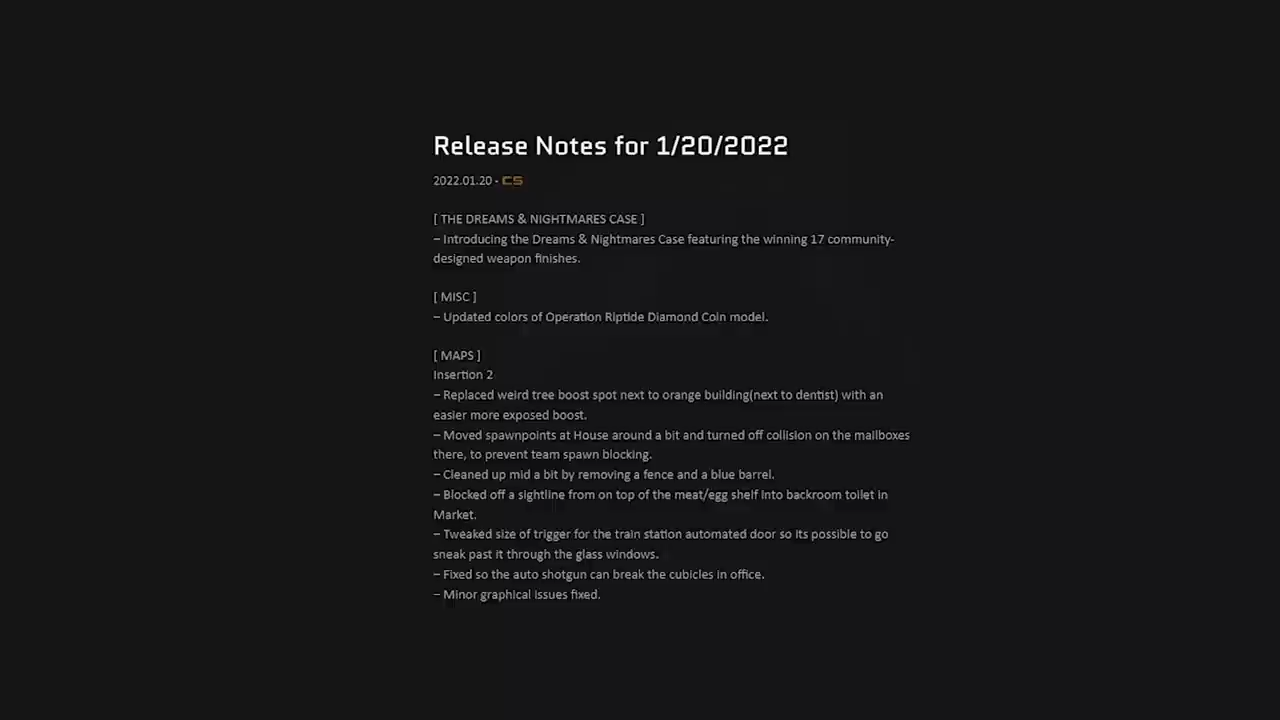 Release Notes for 1/20/2022
2022.01.20 - CS
[ THE DREAMS & NIGHTMARES CASE ]
– Introducing the Dreams & Nightmares Case featuring the winning 17 community-
designed weapon finishes.
[ MISC ]
– Updated colors of Operation Riptide Diamond Coin model.
[ MAPS ]
Insertion 2
– Replaced weird tree boost spot next to orange building(next to dentist) with an
easier more exposed boost.
– Moved spawnpoints at House around a bit and turned off collision on the mailboxes
there, to prevent team spawn blocking.
– Cleaned up mid a bit by removing a fence and a blue barrel.
– Blocked off a sightline from on top of the meat/egg shelf into backroom toilet in
Market.
– Tweaked size of trigger for the train station automated door so its possible to go
sneak past it through the glass windows.
– Fixed so the auto shotgun can break the cubicles in office.
– Minor graphical issues fixed.